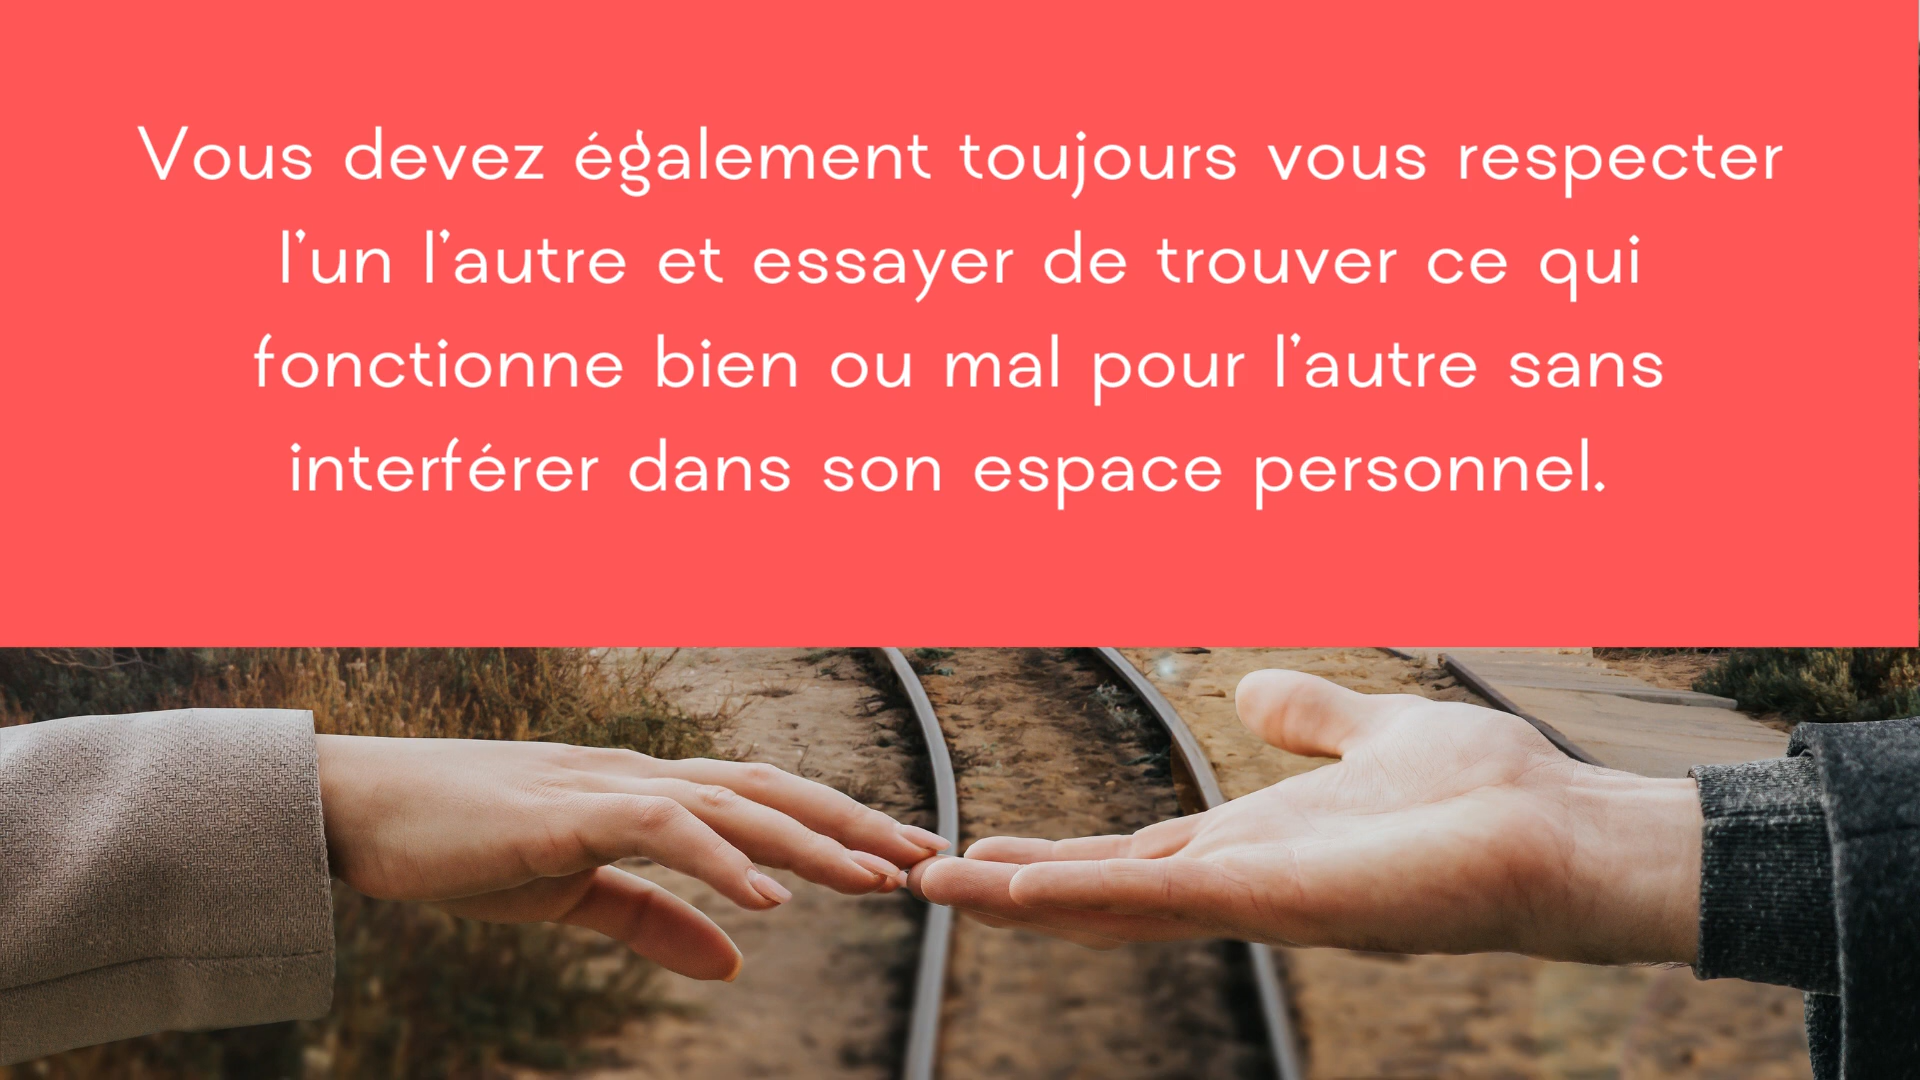 Vous devez également toujours vous respecter
l'un l'autre et essayer de trouver ce qui
fonctionne bien ou mal pour l'autre sans
interférer dans son espace personnel.